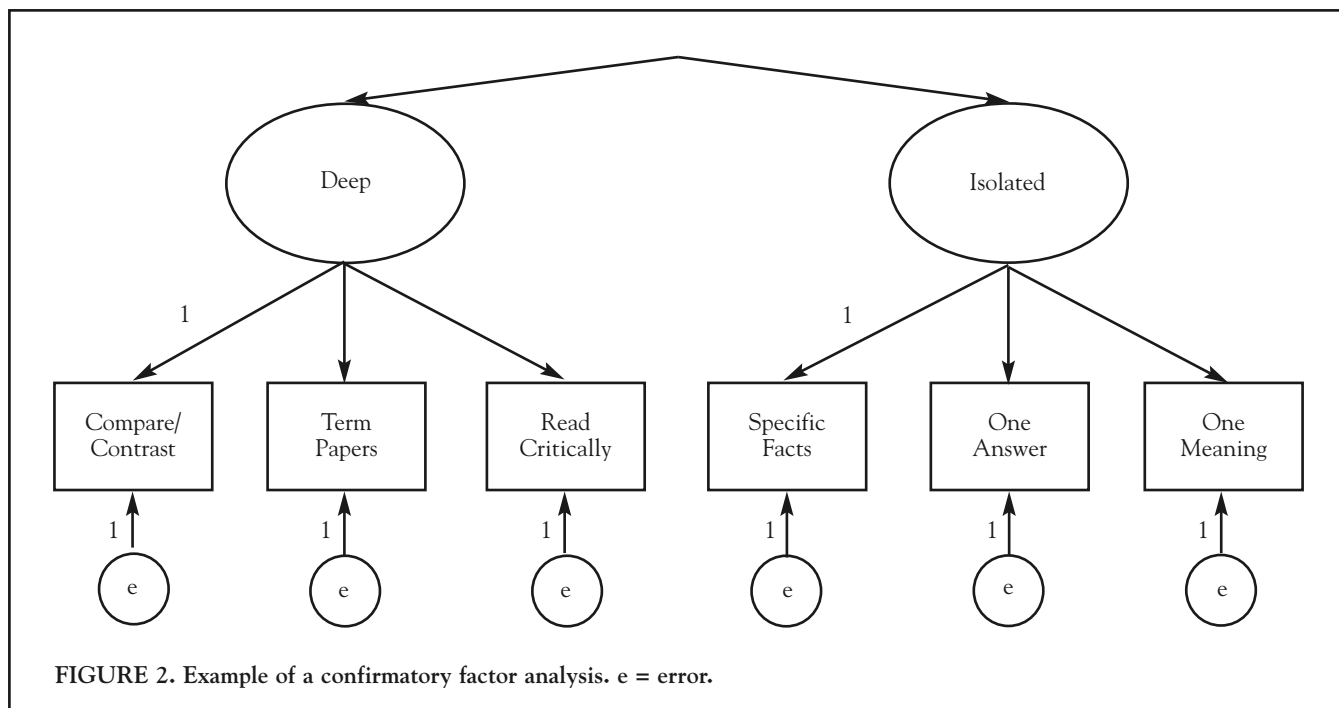 Deep
Isolated
1
1
Compare/
Contrast
Term
Papers
Read
Critically
Specific
Facts
One
Answer
One
Meaning
1
1
1
1
1
1
e
e
e
e
e
e
FIGURE 2. Example of a confirmatory factor analysis. e = error.